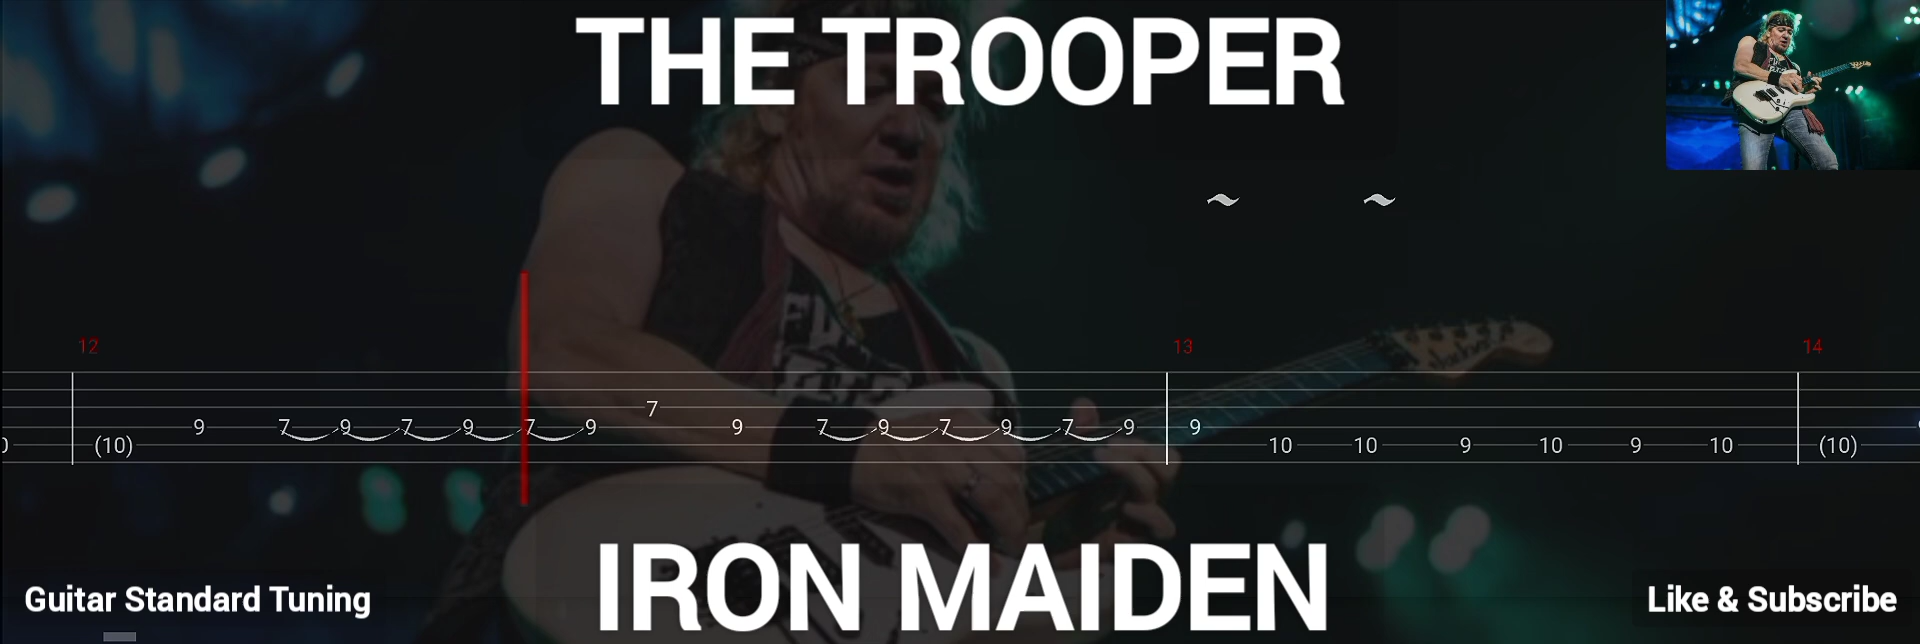 THE TROOPER
12 13 14
7
9 7 9 7 9 7 9 9 7 9 7 9 7 9 9
(10) 10 10 9 10 9 10 (10)
IRON MAIDEN
Guitar Standard Tuning
Like & Subscribe